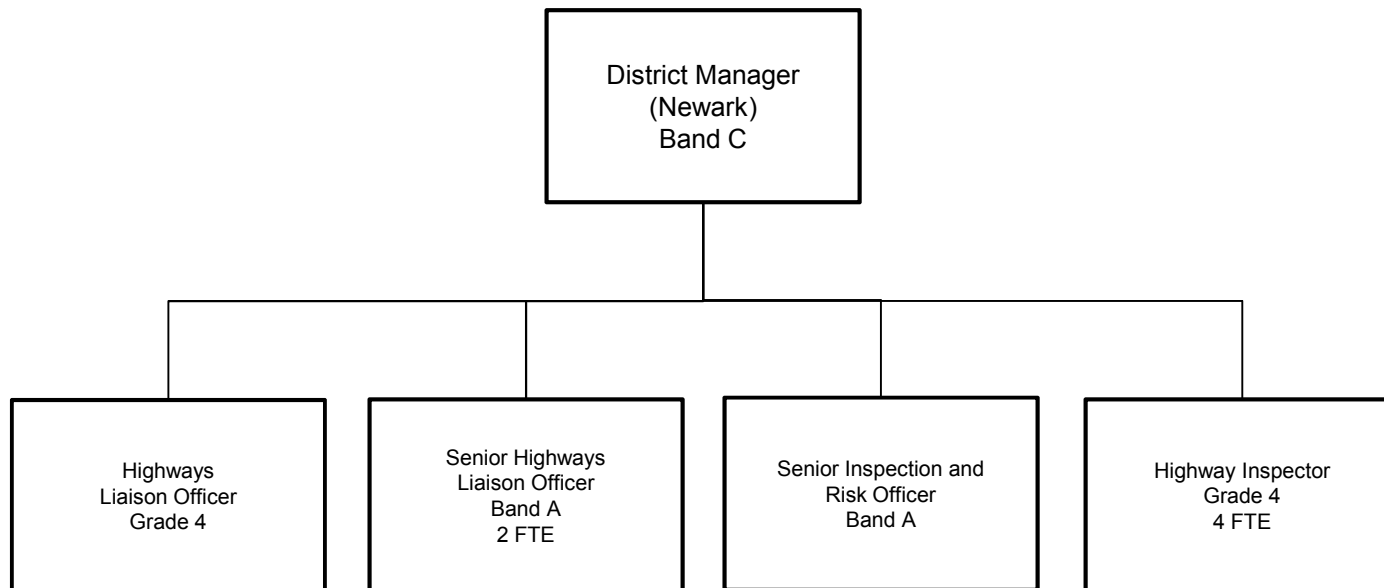 District Manager
(Newark)
Band C
Highways
Liaison Officer
Grade 4
Senior Highways
Liaison Officer
Band A
2 FTE
Senior Inspection and
Risk Officer
Band A
Highway Inspector
Grade 4
4 FTE